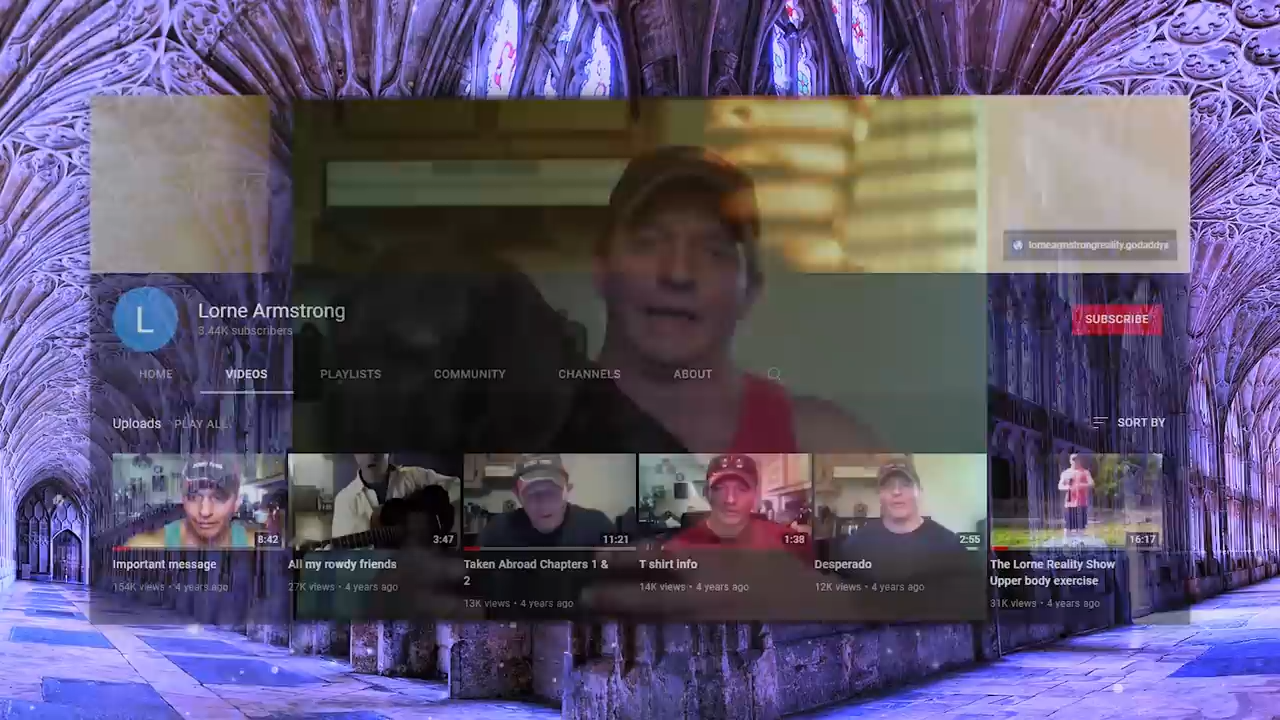 lornearmstrongreality.godaddys
L
Lorne Armstrong
3.44K subscribers
SUBSCRIBE
HOME VIDEOS PLAYLISTS COMMUNITY CHANNELS ABOUT
Uploads PLAY ALL
SORT BY
8:42 3:47 11:21 1:38 2:55 16:17
Important message
154K views • 4 years ago
All my rowdy friends
27K views • 4 years ago
Taken Abroad Chapters 1 &
2
13K views • 4 years ago
T shirt info
14K views • 4 years ago
Desperado
12K views • 4 years ago
The Lorne Reality Show
Upper body exercise
31K views • 4 years ago